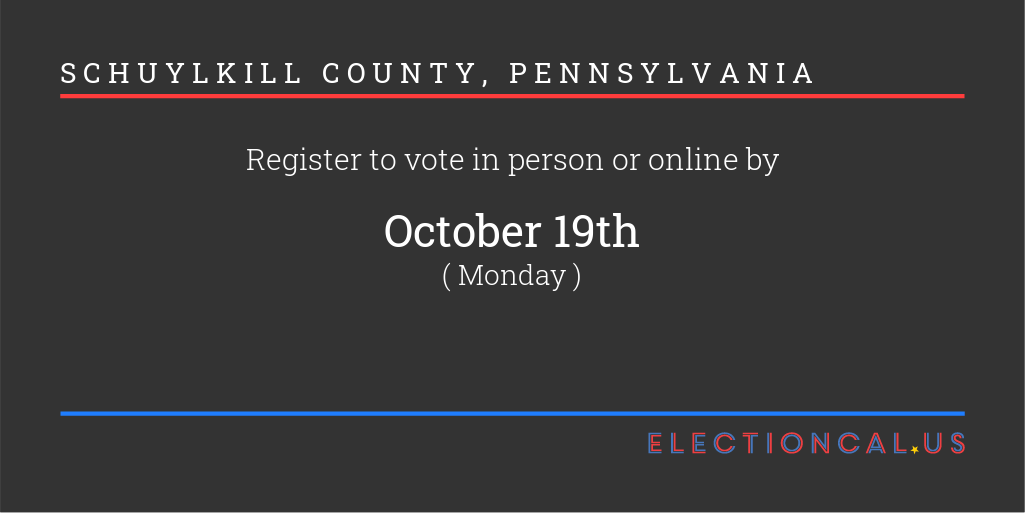 SCHUYLKILL COUNTY, PENNSYLVANIA
Register to vote in person or online by
October 19th
( Monday )
ELECTIONCAL.US